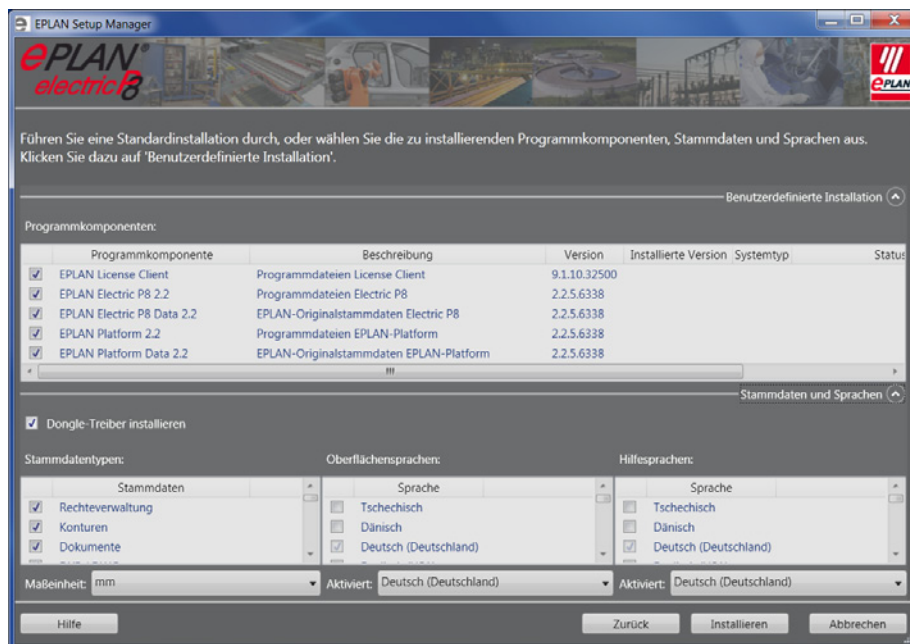 EPLAN Setup Manager
ePLAN®
electric P8
ePLAN
Führen Sie eine Standardinstallation durch, oder wählen Sie die zu installierenden Programmkomponenten, Stammdaten und Sprachen aus.
Klicken Sie dazu auf 'Benutzerdefinierte Installation'.
Benutzerdefinierte Installation
Programmkomponenten:
Programmkomponente Beschreibung Version Installierte Version Systemtyp Status
EPLAN License Client Programmdateien License Client 9.1.10.32500
EPLAN Electric P8 2.2 Programmdateien Electric P8 2.2.5.6338
EPLAN Electric P8 Data 2.2 EPLAN-Originalstammdaten Electric P8 2.2.5.6338
EPLAN Platform 2.2 Programmdateien EPLAN-Platform 2.2.5.6338
EPLAN Platform Data 2.2 EPLAN-Originalstammdaten EPLAN-Platform 2.2.5.6338
Stammdaten und Sprachen
Dongle-Treiber installieren
Stammdatentypen: Oberflächensprachen: Hilfesprachen:
Stammdaten Sprache Sprache
Rechteverwaltung Tschechisch Tschechisch
Konturen Dänisch Dänisch
Dokumente Deutsch (Deutschland) Deutsch (Deutschland)
Maßeinheit: mm Aktiviert: Deutsch (Deutschland) Aktiviert: Deutsch (Deutschland)
Hilfe Zurück Installieren Abbrechen